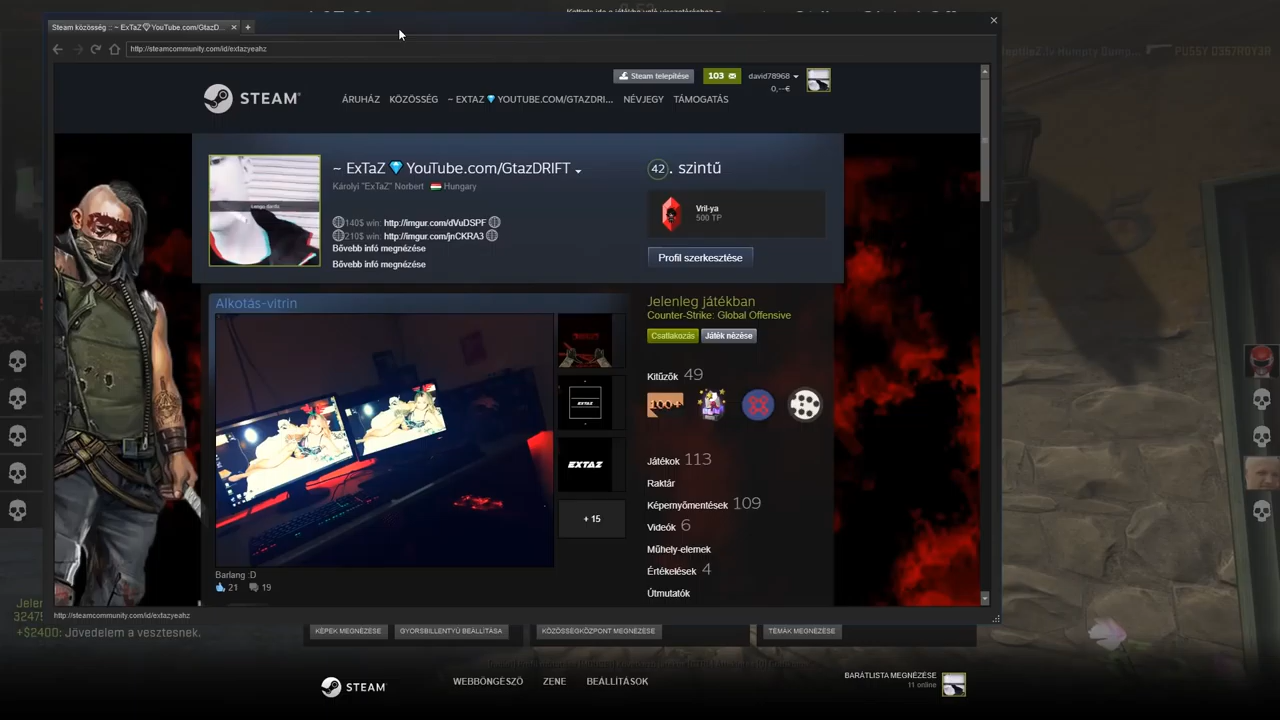 Steam közösség :: ~ ExTaZ💎YouTube.com/GtazD...
http://steamcommunity.com/id/extazyeahz
Steam telepítése
103
david78968
0,--€
STEAM
ÁRUHÁZ
KÖZÖSSÉG
~ EXTAZ 💎 YOUTUBE.COM/GTAZDRI...
NÉVJEGY
TÁMOGATÁS
~ ExTaZ 💎 YouTube.com/GtazDRIFT
Károlyi "ExTaZ" Norbert Hungary
140$ win: http://imgur.com/dVuDSPF
210$ win: http://imgur.com/jnCKRA3
Bővebb infó megnézése
Bővebb infó megnézése
42. szintű
Vril-ya
500 TP
Profil szerkesztése
Alkotás-vitrin
EXTAZ
+ 15
Barlang :D
21 19
Jelenleg játékban
Counter-Strike: Global Offensive
Csatlakozás
Játék nézése
Kitűzők 49
100+
Játékok 113
Raktár
Képernyőmentések 109
Videók 6
Műhely-elemek
Értékelések 4
Útmutatók
http://steamcommunity.com/id/extazyeahz
+$2400: Jövedelem a vesztesnek.
KÉPEK MEGNÉZÉSE
GYORSBILLENTYŰ BEÁLLÍTÁSA
KÖZÖSSÉGKÖZPONT MEGNÉZÉSE
TÉMÁK MEGNÉZÉSE
STEAM
WEBBÖNGÉSZŐ
ZENE
BEÁLLÍTÁSOK
BARÁTLISTA MEGNÉZÉSE
11 online